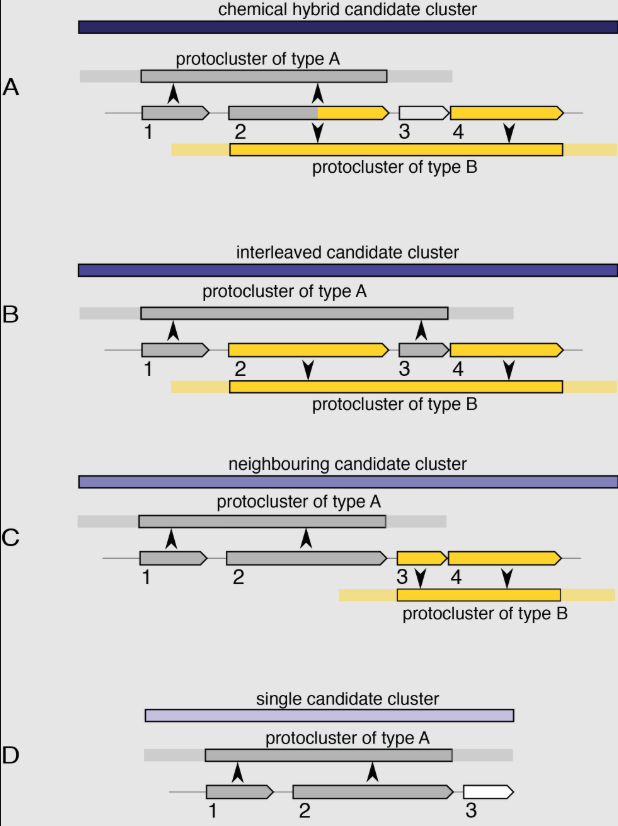 chemical hybrid candidate cluster
protocluster of type A
A
1 2 3 4
protocluster of type B
interleaved candidate cluster
protocluster of type A
B
1 2 3 4
protocluster of type B
neighbouring candidate cluster
protocluster of type A
C
1 2 3 4
protocluster of type B
single candidate cluster
protocluster of type A
D
1 2 3